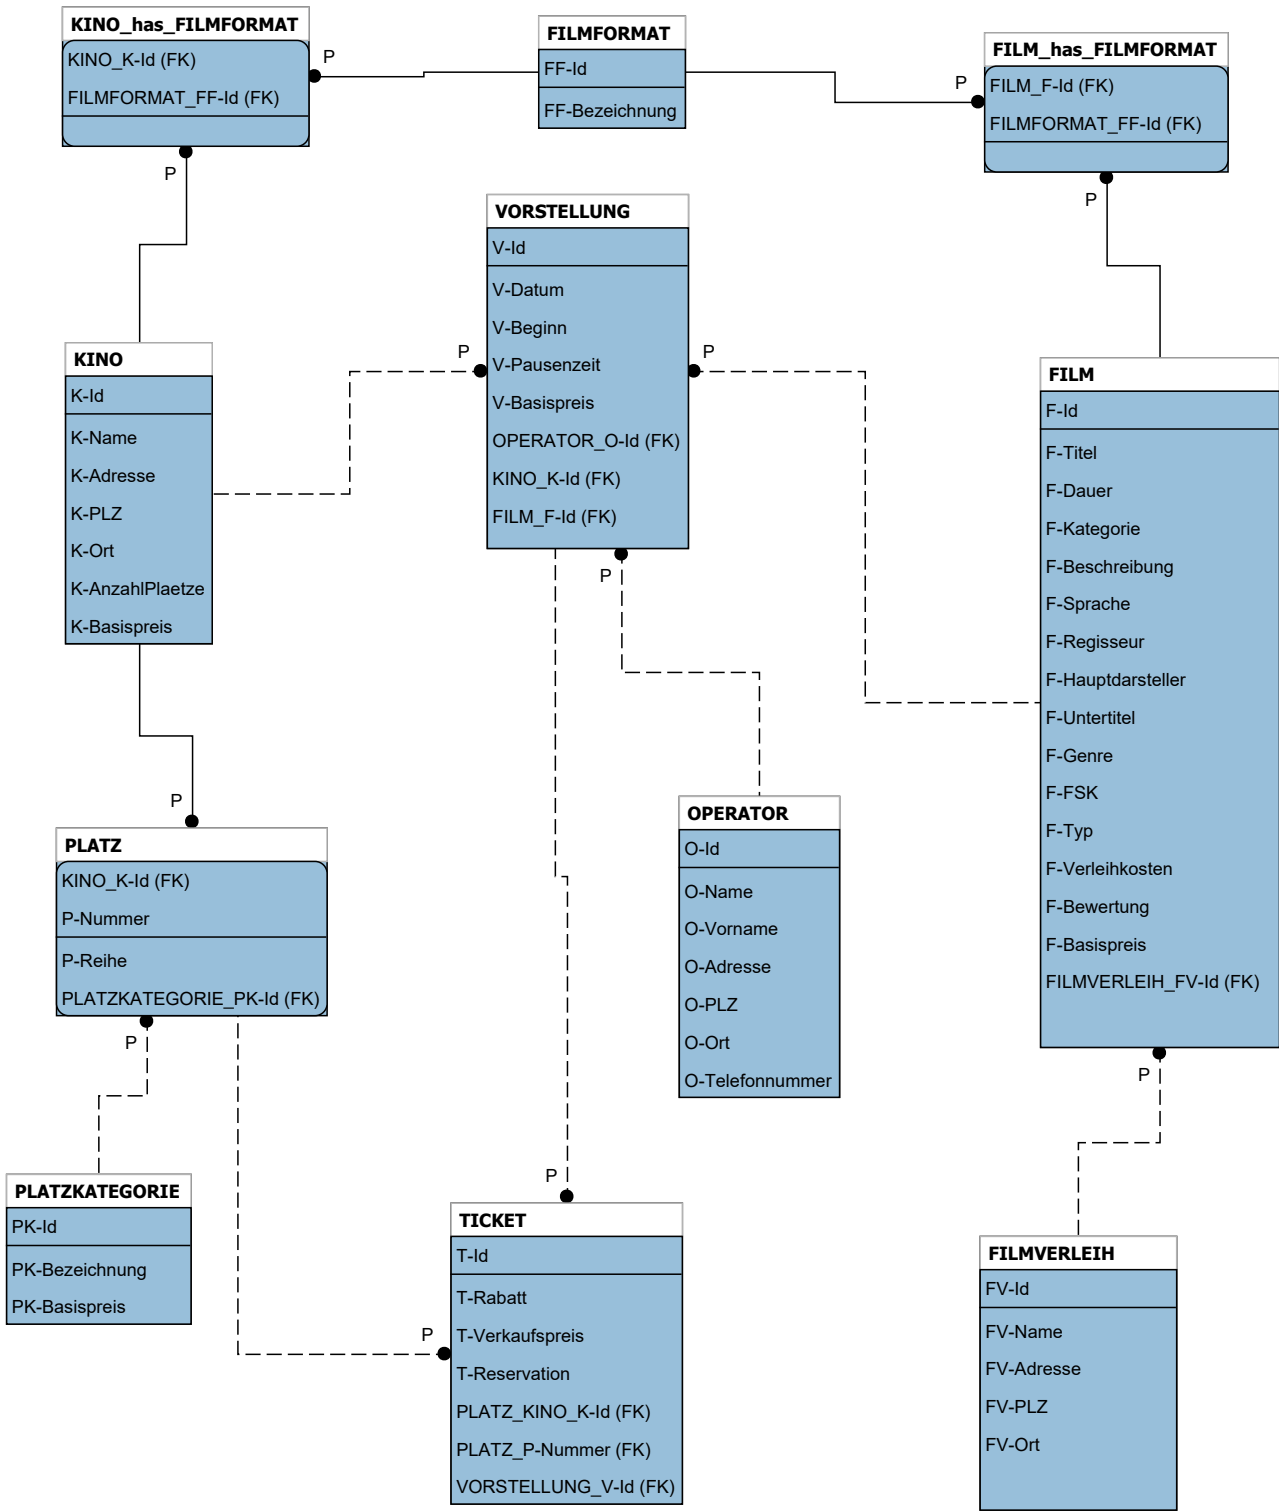 KINO_has_FILMFORMAT
KINO_K-Id (FK)
FILMFORMAT_FF-Id (FK)
P
P
FILMFORMAT
FF-Id
FF-Bezeichnung
FILM_has_FILMFORMAT
FILM_F-Id (FK)
FILMFORMAT_FF-Id (FK)
P
P
VORSTELLUNG
V-Id
V-Datum
V-Beginn
V-Pausenzeit
V-Basispreis
OPERATOR_O-Id (FK)
KINO_K-Id (FK)
FILM_F-Id (FK)
P
P
P
KINO
K-Id
K-Name
K-Adresse
K-PLZ
K-Ort
K-AnzahlPlaetze
K-Basispreis
FILM
F-Id
F-Titel
F-Dauer
F-Kategorie
F-Beschreibung
F-Sprache
F-Regisseur
F-Hauptdarsteller
F-Untertitel
F-Genre
F-FSK
F-Typ
F-Verleihkosten
F-Bewertung
F-Basispreis
FILMVERLEIH_FV-Id (FK)
P
P
PLATZ
KINO_K-Id (FK)
P-Nummer
P-Reihe
PLATZKATEGORIE_PK-Id (FK)
P
OPERATOR
O-Id
O-Name
O-Vorname
O-Adresse
O-PLZ
O-Ort
O-Telefonnummer
PLATZKATEGORIE
PK-Id
PK-Bezeichnung
PK-Basispreis
P
P
TICKET
T-Id
T-Rabatt
T-Verkaufspreis
T-Reservation
PLATZ_KINO_K-Id (FK)
PLATZ_P-Nummer (FK)
VORSTELLUNG_V-Id (FK)
FILMVERLEIH
FV-Id
FV-Name
FV-Adresse
FV-PLZ
FV-Ort